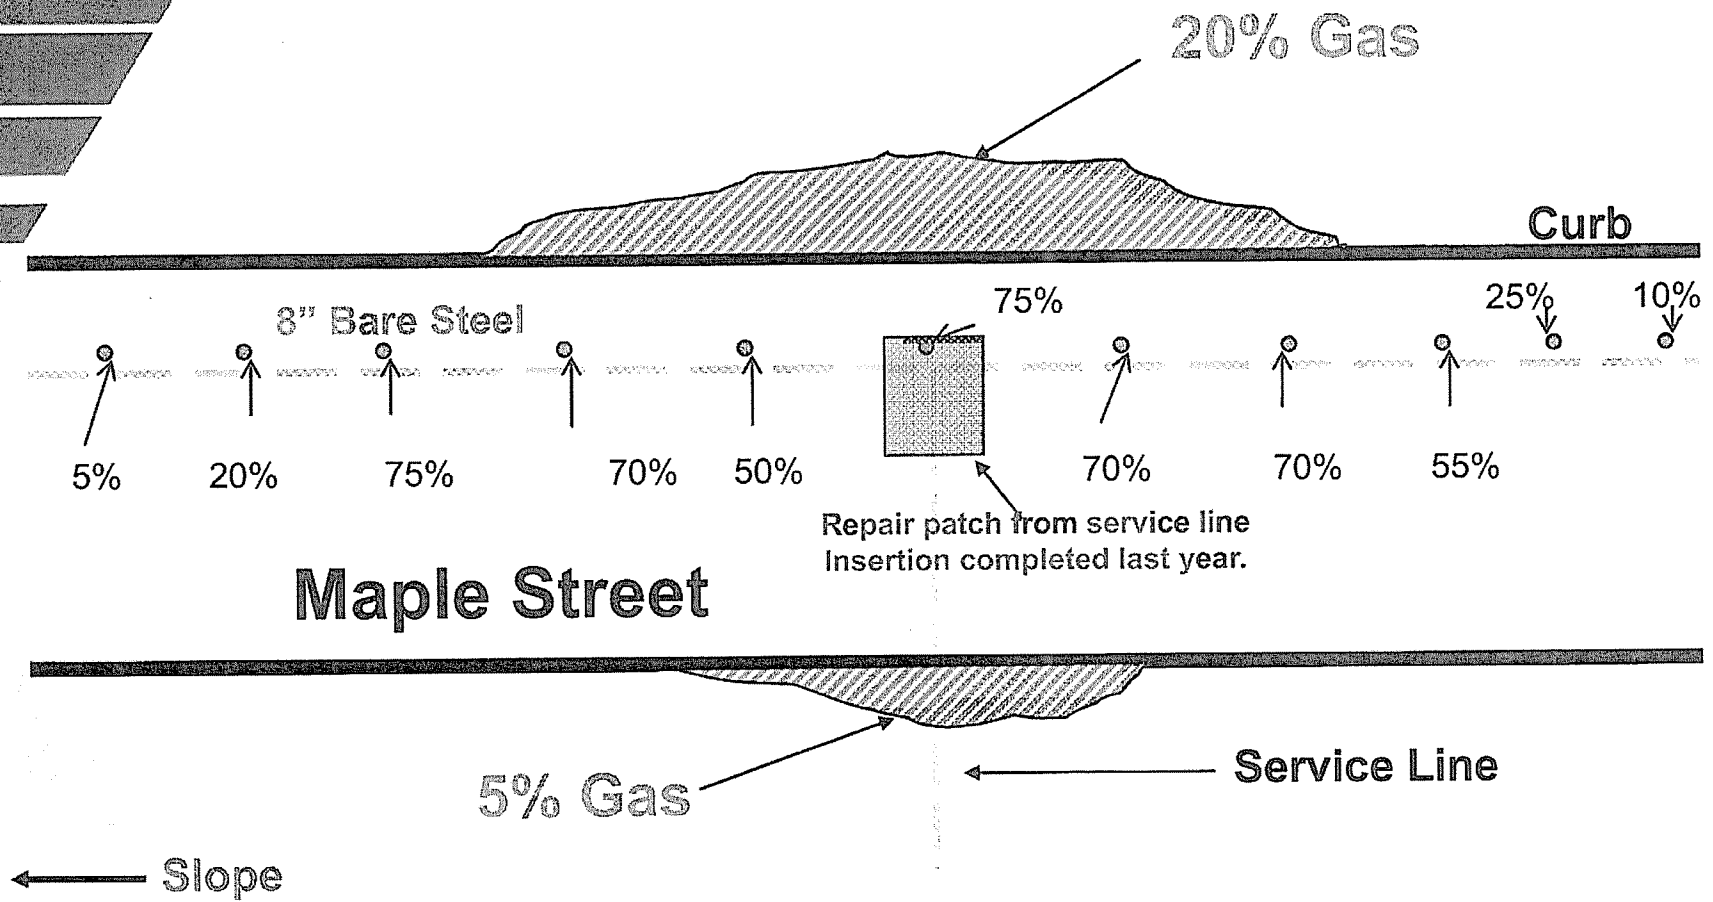 20% Gas
Curb
8” Bare Steel
75%
25%
10%
5%
20%
75%
70%
50%
70%
70%
55%
Repair patch from service line
Insertion completed last year.
Maple Street
5% Gas
Service Line
Slope